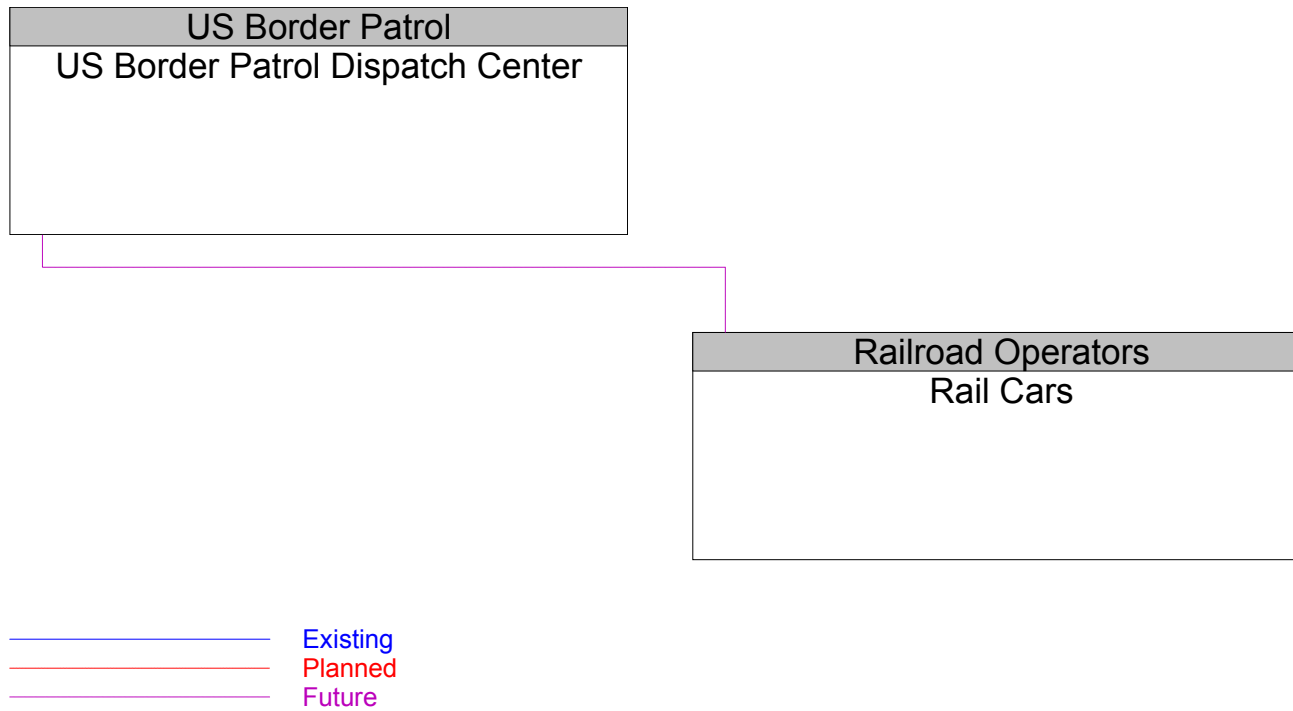 US Border Patrol
US Border Patrol Dispatch Center
Railroad Operators
Rail Cars
Existing
Planned
Future